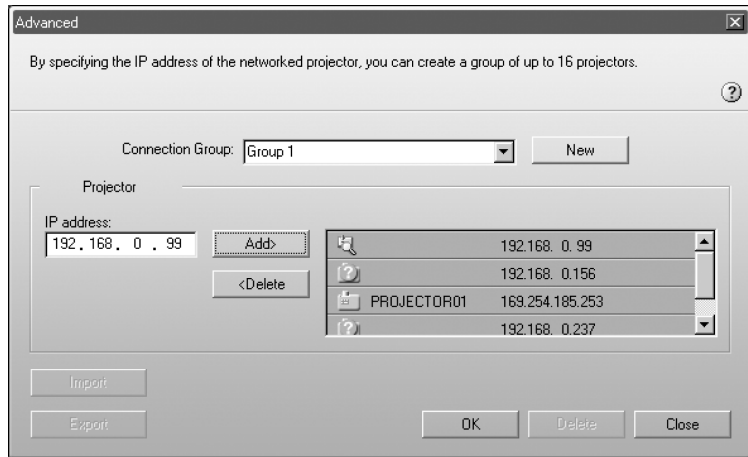 Advanced
By specifying the IP address of the networked projector, you can create a group of up to 16 projectors.
?
Connection Group: Group 1 New
Projector
IP address:
192 . 168 . 0 . 99 Add>
<Delete
192.168. 0. 99
192.168. 0.156
PROJECTOR01 169.254.185.253
192.168. 0.237
Import
Export OK Delete Close